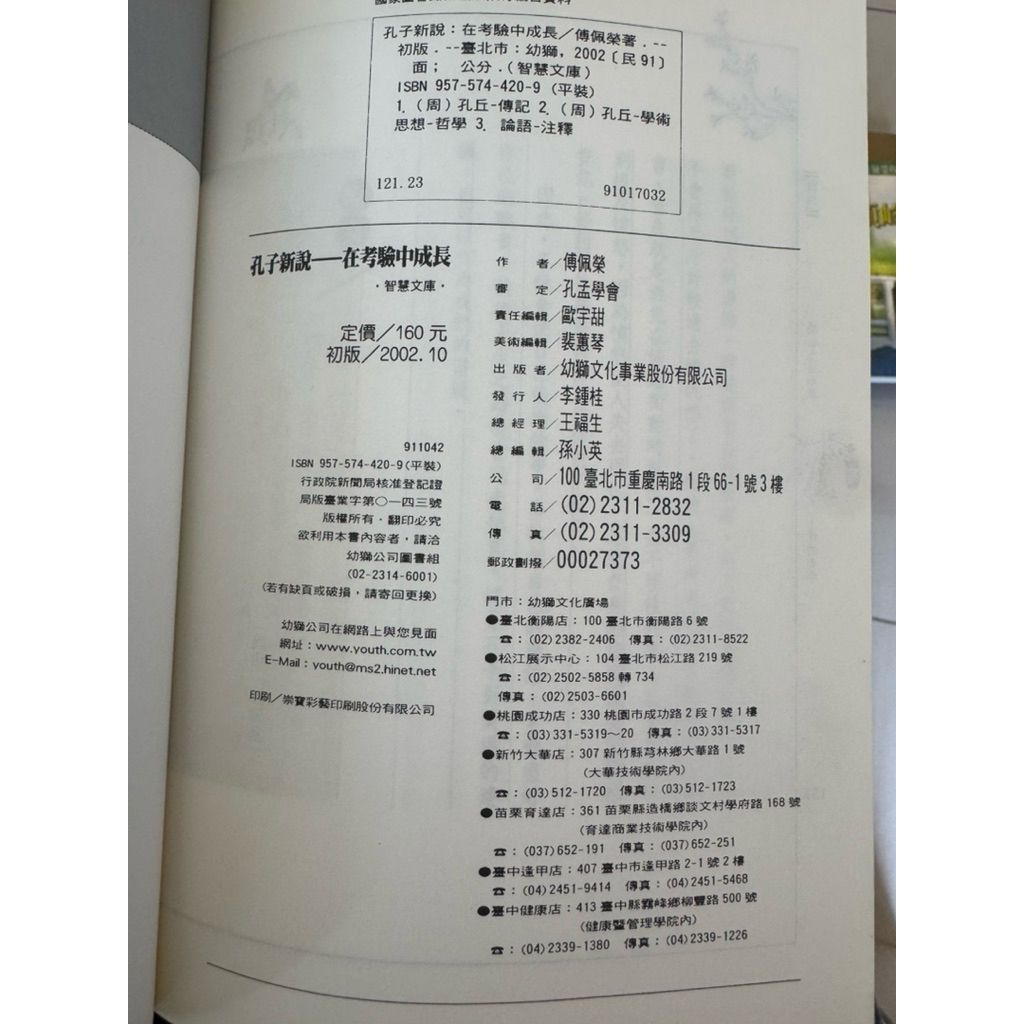 孔子新說：在考驗中成長／傅佩榮著．--
初版．--臺北市：幼獅，2002〔民91〕
面； 公分．(智慧文庫)
ISBN 957-574-420-9 (平裝)
1．(周)孔丘-傳記 2．(周)孔丘-學術
思想-哲學 3．論語-注釋
121.23
91017032
孔子新說——在考驗中成長
・智慧文庫・
定價／160元
初版／2002.10
911042
ISBN 957-574-420-9(平裝)
行政院新聞局核准登記證
局版臺業字第〇一四三號
版權所有・翻印必究
欲利用本書內容者，請洽
幼獅公司圖書組
(02-2314-6001)
(若有缺頁或破損，請寄回更換)
幼獅公司在網路上與您見面
網址：www.youth.com.tw
E-Mail：youth@ms2.hinet.net
印刷／崇寶彩藝印刷股份有限公司
作者／傅佩榮
審定／孔孟學會
責任編輯／歐宇甜
美術編輯／裴蕙琴
出版者／幼獅文化事業股份有限公司
發行人／李鍾桂
總經理／王福生
總編輯／孫小英
公司／100臺北市重慶南路1段66-1號3樓
電話／(02)2311-2832
傳真／(02)2311-3309
郵政劃撥／00027373
門市：幼獅文化廣場
●臺北衡陽店：100 臺北市衡陽路6號
☎：(02)2382-2406 傳真：(02)2311-8522
●松江展示中心：104 臺北市松江路219號
☎：(02)2502-5858轉734
傳真：(02)2503-6601
●桃園成功店：330 桃園市成功路2段7號1樓
☎：(03)331-5319～20 傳真：(03)331-5317
●新竹大華店：307 新竹縣芎林鄉大華路1號
(大華技術學院內)
☎：(03)512-1720 傳真：(03)512-1723
●苗栗育達店：361 苗栗縣造橋鄉談文村學府路168號
(育達商業技術學院內)
☎：(037)652-191 傳真：(037)652-251
●臺中逢甲店：407 臺中市逢甲路2-1號2樓
☎：(04)2451-9414 傳真：(04)2451-5468
●臺中健康店：413 臺中縣霧峰鄉柳豐路500號
(健康暨管理學院內)
☎：(04)2339-1380 傳真：(04)2339-1226